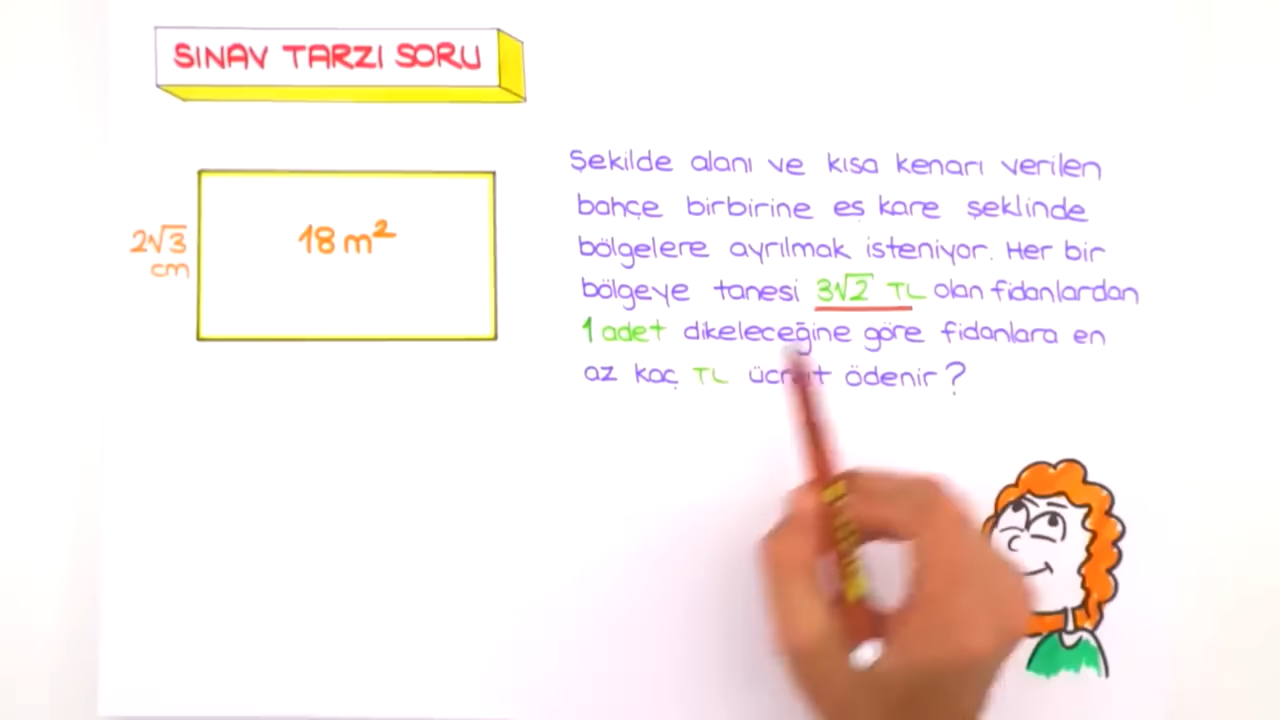 SINAV TARZI SORU
2√3
cm
18 m²
Şekilde alanı ve kısa kenarı verilen
bahçe birbirine eş kare şeklinde
bölgelere ayrılmak isteniyor. Her bir
bölgeye tanesi 3√2 TL olan fidanlardan
1 adet dikeleceğine göre fidanlara en
az kaç TL ücret ödenir?